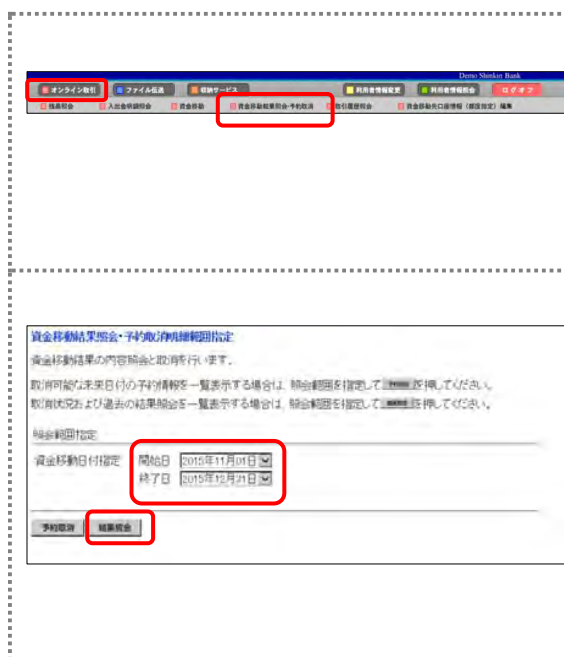 Demo Shinkin Bank
オンライン取引 ファイル伝送 収納サービス 利用者情報変更 利用者情報照会 ログオフ
残高照会 入出金明細照会 資金移動 資金移動結果照会・予約取消 取引履歴照会 資金移動先口座情報(都度指定)編集
資金移動結果照会・予約取消明細範囲指定
資金移動結果の内容照会と取消を行います。
取消可能な未来日付の予約情報を一覧表示する場合は、照会範囲を指定して 予約取消 を押してください。
取消状況および過去の結果照会を一覧表示する場合は、照会範囲を指定して 結果照会 を押してください。
照会範囲指定
資金移動日付指定 開始日 2015年11月01日
終了日 2015年12月21日
予約取消 結果照会